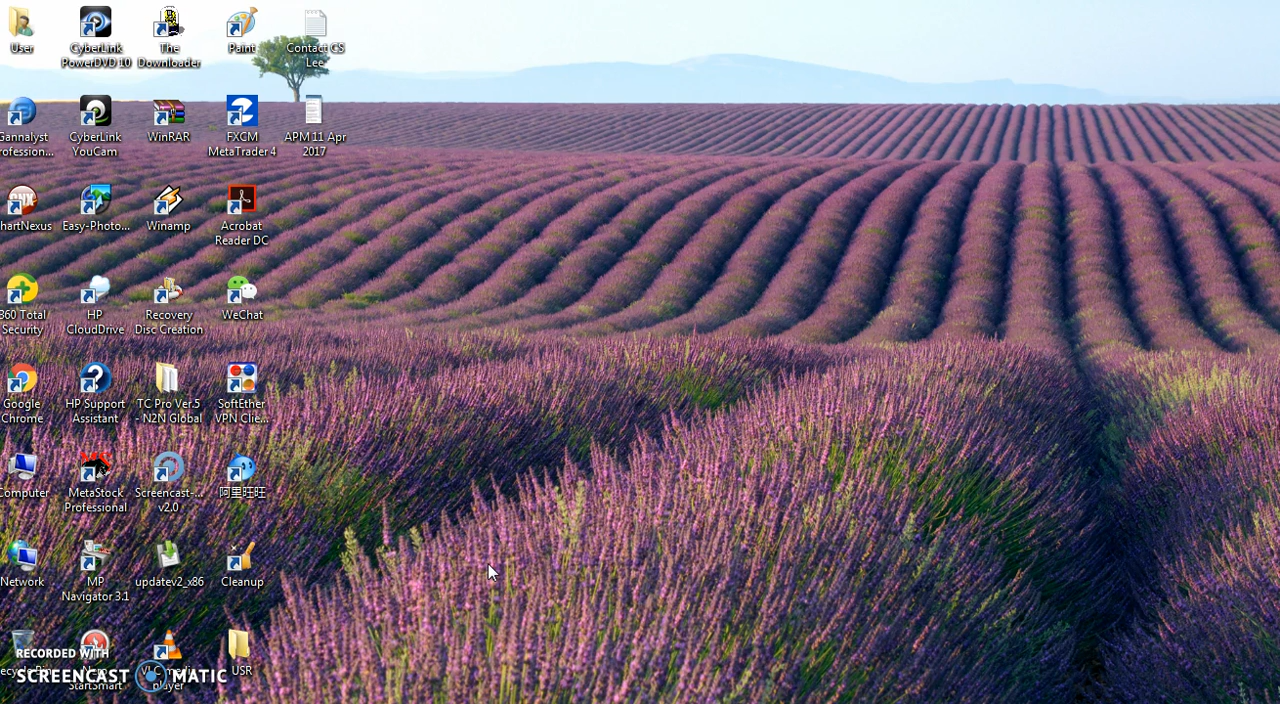 User
CyberLink
PowerDVD 10
The
Downloader
Paint
Contact CS
Lee
Gannalyst
rofession...
CyberLink
YouCam
WinRAR
FXCM
MetaTrader 4
APM 11 Apr
2017
hartNexus
Easy-Photo...
Winamp
Acrobat
Reader DC
360 Total
Security
HP
CloudDrive
Recovery
Disc Creation
WeChat
Google
Chrome
HP Support
Assistant
TC Pro Ver.5
- N2N Global
SoftEther
VPN Clie...
Computer
MetaStock
Professional
Screencast-...
v2.0
阿里旺旺
Network
MP
Navigator 3.1
updatev2_x86
Cleanup
StartSmart
VLC media
player
USR
RECORDED WITH
SCREENCAST MATIC